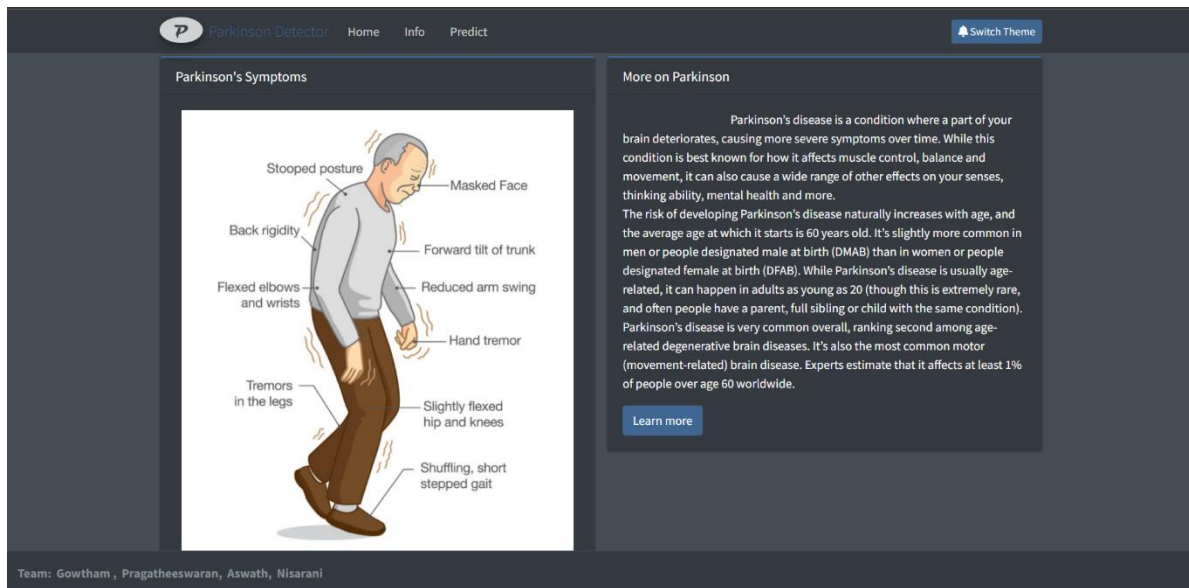 P Parkinson Detector Home Info Predict Switch Theme
Parkinson's Symptoms
Stooped posture
Masked Face
Back rigidity
Forward tilt of trunk
Flexed elbows
and wrists
Reduced arm swing
Hand tremor
Tremors
in the legs
Slightly flexed
hip and knees
Shuffling, short
stepped gait
More on Parkinson
Parkinson's disease is a condition where a part of your
brain deteriorates, causing more severe symptoms over time. While this
condition is best known for how it affects muscle control, balance and
movement, it can also cause a wide range of other effects on your senses,
thinking ability, mental health and more.
The risk of developing Parkinson's disease naturally increases with age, and
the average age at which it starts is 60 years old. It's slightly more common in
men or people designated male at birth (DMAB) than in women or people
designated female at birth (DFAB). While Parkinson's disease is usually age-
related, it can happen in adults as young as 20 (though this is extremely rare,
and often people have a parent, full sibling or child with the same condition).
Parkinson's disease is very common overall, ranking second among age-
related degenerative brain diseases. It's also the most common motor
(movement-related) brain disease. Experts estimate that it affects at least 1%
of people over age 60 worldwide.
Learn more
Team: Gowtham , Pragatheeswaran, Aswath, Nisarani